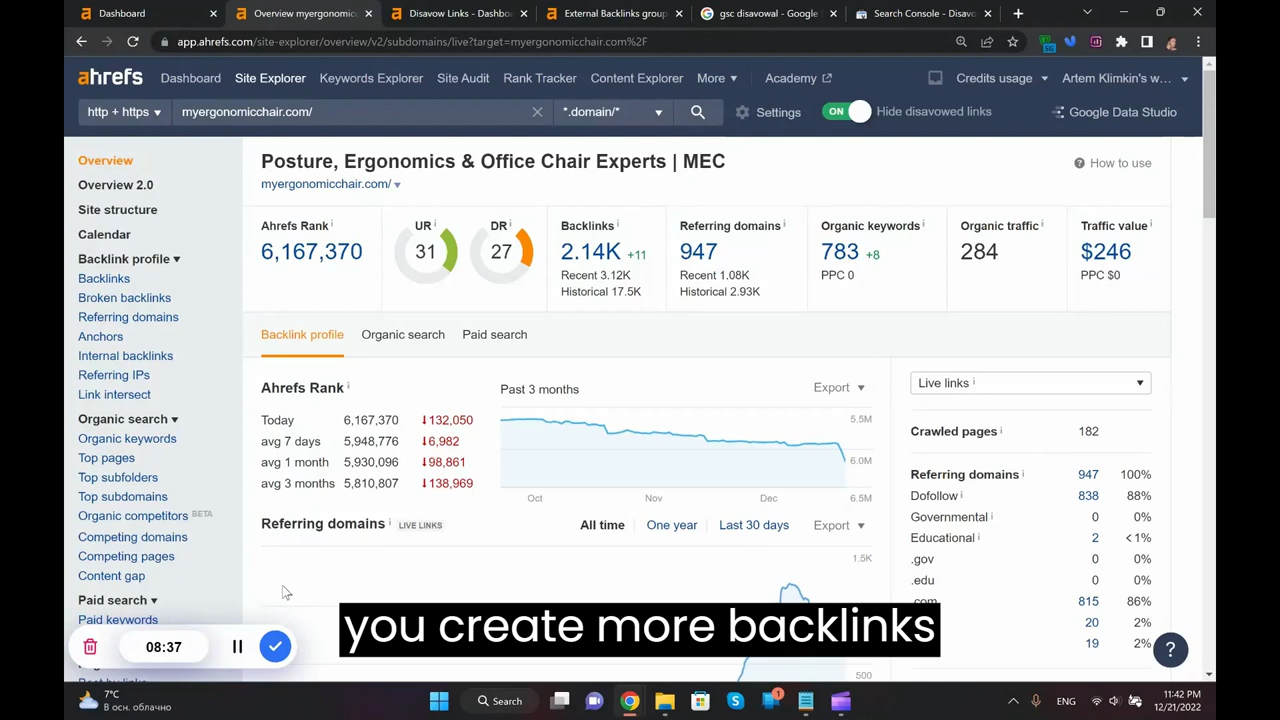 Dashboard
Overview myergonomicc
Disavow Links - Dashboa
External Backlinks group
gsc disavowal - Google
Search Console - Disavo
app.ahrefs.com/site-explorer/overview/v2/subdomains/live?target=myergonomicchair.com%2F
ahrefs Dashboard Site Explorer Keywords Explorer Site Audit Rank Tracker Content Explorer More Academy Credits usage Artem Klimkin's w...
http + https myergonomicchair.com/ *.domain/* Settings ON Hide disavowed links Google Data Studio
Overview
Overview 2.0
Site structure
Calendar
Backlink profile
Backlinks
Broken backlinks
Referring domains
Anchors
Internal backlinks
Referring IPs
Link intersect
Organic search
Organic keywords
Top pages
Top subfolders
Top subdomains
Organic competitors BETA
Competing domains
Competing pages
Content gap
Paid search
Paid keywords
Posture, Ergonomics & Office Chair Experts | MEC
How to use
myergonomicchair.com/
Ahrefs Rank
6,167,370
UR
31
DR
27
Backlinks
2.14K +11
Recent 3.12K
Historical 17.5K
Referring domains
947
Recent 1.08K
Historical 2.93K
Organic keywords
783 +8
PPC 0
Organic traffic
284
Traffic value
$246
PPC $0
Backlink profile Organic search Paid search
Ahrefs Rank
Past 3 months
Export
Today 6,167,370 ↓132,050
avg 7 days 5,948,776 ↓6,982
avg 1 month 5,930,096 ↓98,861
avg 3 months 5,810,807 ↓138,969
5.5M
6.0M
6.5M
Oct Nov Dec
Referring domains LIVE LINKS
All time One year Last 30 days Export
1.5K
500
Live links
Crawled pages 182
Referring domains 947 100%
Dofollow 838 88%
Governmental 0 0%
Educational 2 <1%
.gov 0 0%
.edu 0 0%
.com 815 86%
20 2%
19 2%
?
you create more backlinks
08:37
7°C
В осн. облачно
Search
1
ENG
11:42 PM
12/21/2022